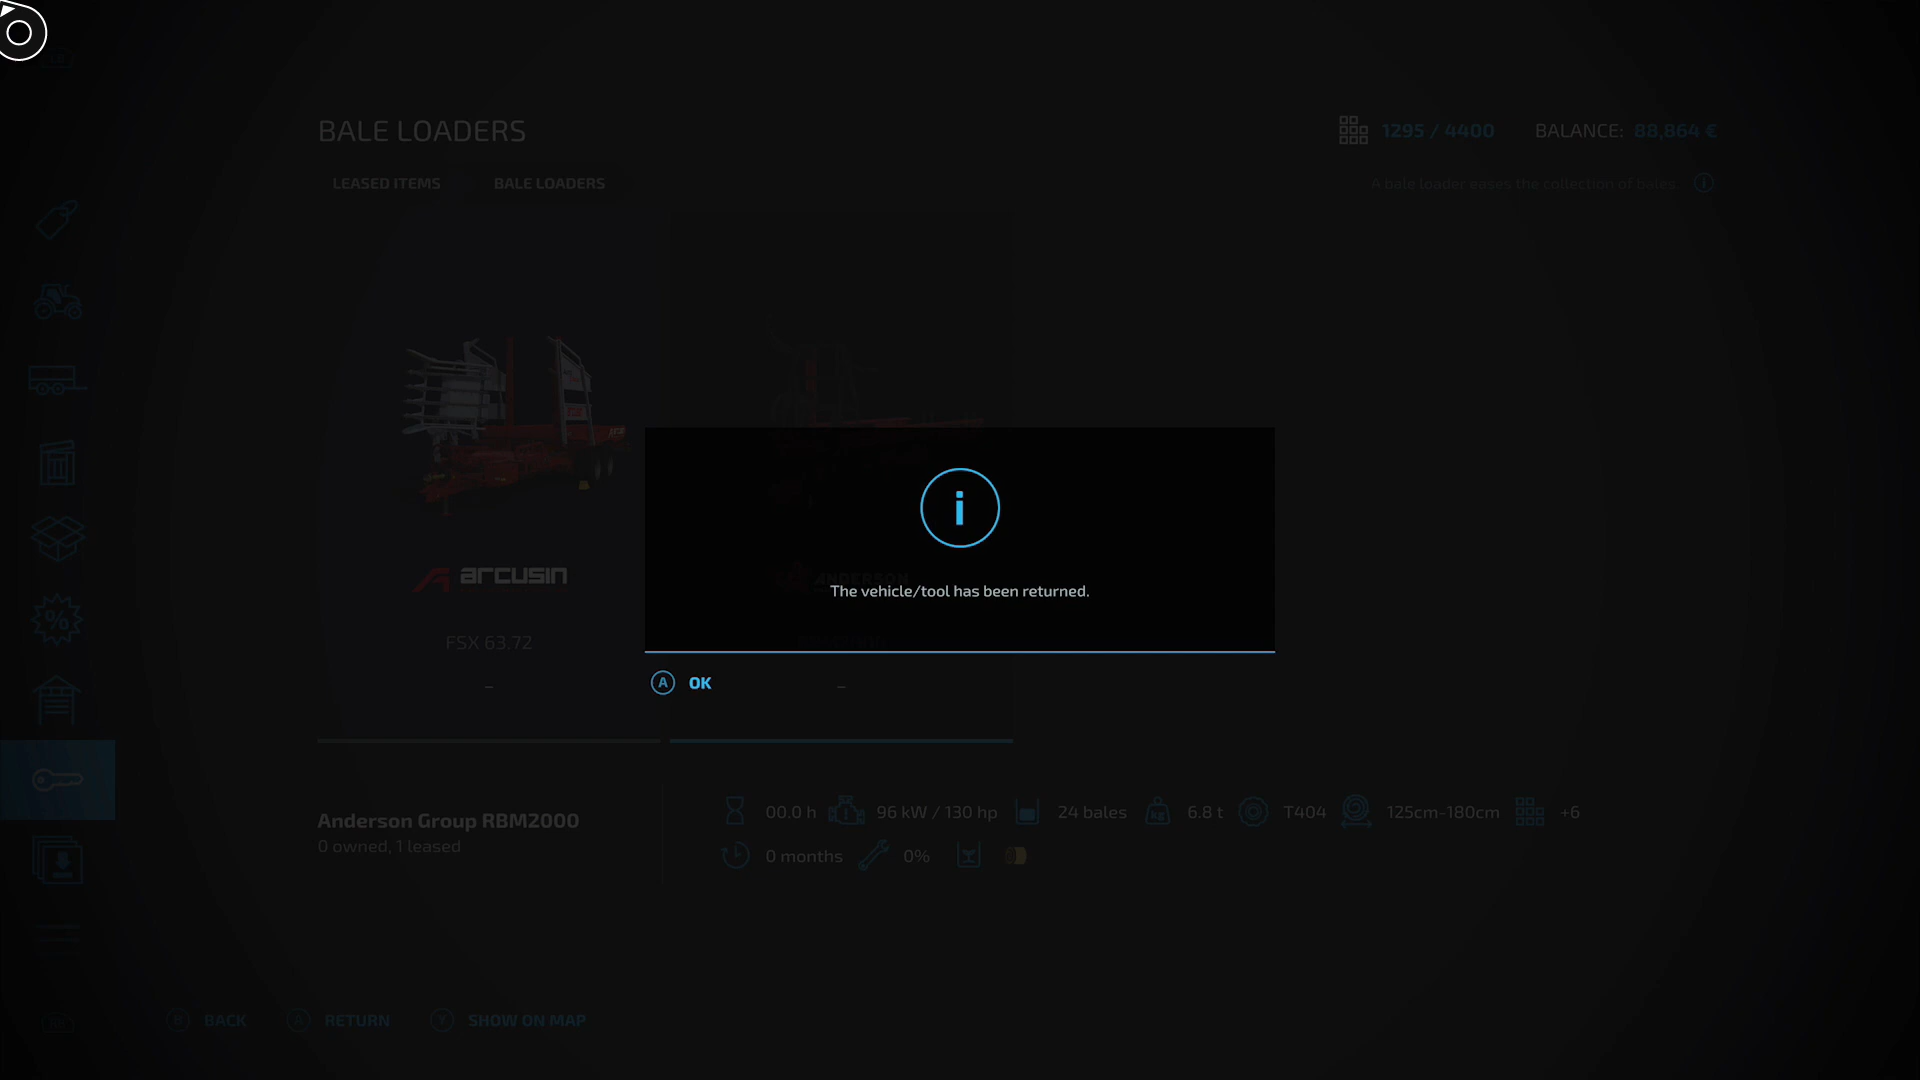 BALE LOADERS
1295 / 4400
BALANCE: 88,864 €
LEASED ITEMS
BALE LOADERS
A bale loader eases the collection of bales.
arcusin
ANDERSON
The vehicle/tool has been returned.
FSX 63.72
–
–
A OK
Anderson Group RBM2000
0 owned, 1 leased
00.0 h
96 kW / 130 hp
24 bales
6.8 t
T404
125cm-180cm
+6
0 months
0%
B BACK
A RETURN
Y SHOW ON MAP